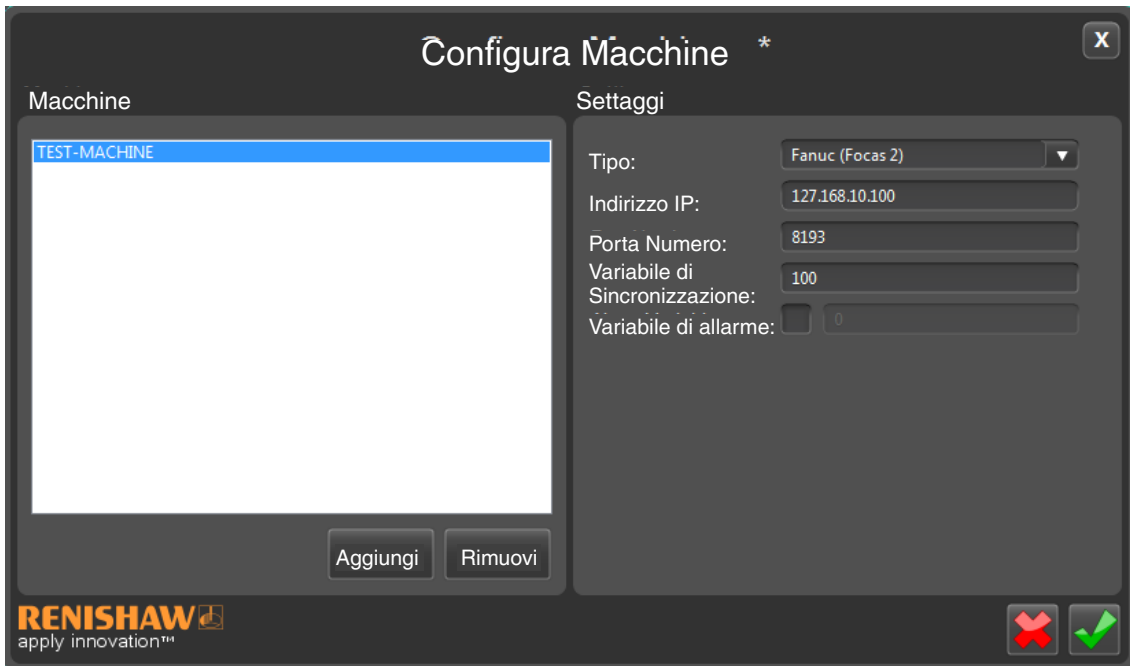 Configura Macchine *
X
Macchine
Settaggi
TEST-MACHINE
Tipo:
Fanuc (Focas 2)
Indirizzo IP:
127.168.10.100
Porta Numero:
8193
Variabile di
Sincronizzazione:
100
Variabile di allarme:
0
Aggiungi
Rimuovi
RENISHAW
apply innovation™